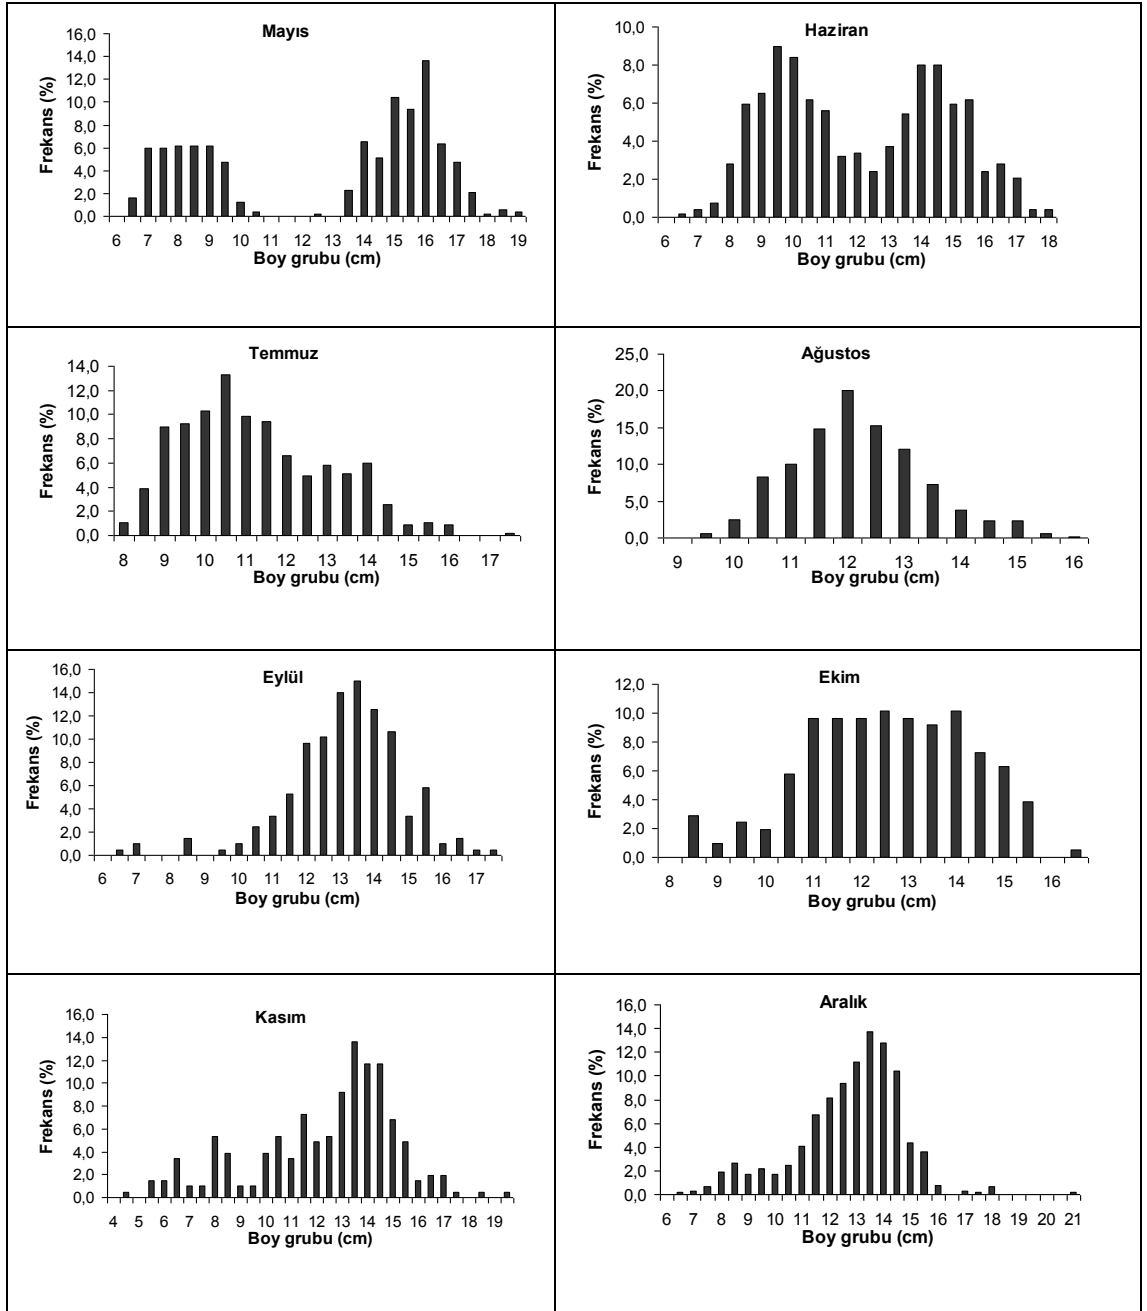 Mayıs
Frekans (%)
16,0
14,0
12,0
10,0
8,0
6,0
4,0
2,0
0,0
6 7 8 9 10 11 12 13 14 15 16 17 18 19
Boy grubu (cm)
Haziran
Frekans (%)
8,0
6,0
4,0
2,0
0,0
10,0
6 7 8 9 10 11 12 13 14 15 16 17 18
Boy grubu (cm)
Temmuz
Frekans (%)
14,0
12,0
10,0
8,0
6,0
4,0
2,0
0,0
8 9 10 11 12 13 14 15 16 17
Boy grubu (cm)
Ağustos
Frekans (%)
25,0
20,0
15,0
10,0
5,0
0,0
9 10 11 12 13 14 15 16
Boy grubu (cm)
Eylül
Frekans (%)
16,0
14,0
12,0
10,0
8,0
6,0
4,0
2,0
0,0
6 7 8 9 10 11 12 13 14 15 16 17
Boy grubu (cm)
Ekim
Frekans (%)
12,0
10,0
8,0
6,0
4,0
2,0
0,0
8 9 10 11 12 13 14 15 16
Boy grubu (cm)
Kasım
Frekans (%)
16,0
14,0
12,0
10,0
8,0
6,0
4,0
2,0
0,0
4 5 6 7 8 9 10 11 12 13 14 15 16 17 18 19
Boy grubu (cm)
Aralık
Frekans (%)
16,0
14,0
12,0
10,0
8,0
6,0
4,0
2,0
0,0
6 7 8 9 10 11 12 13 14 15 16 17 18 19 20 21
Boy grubu (cm)